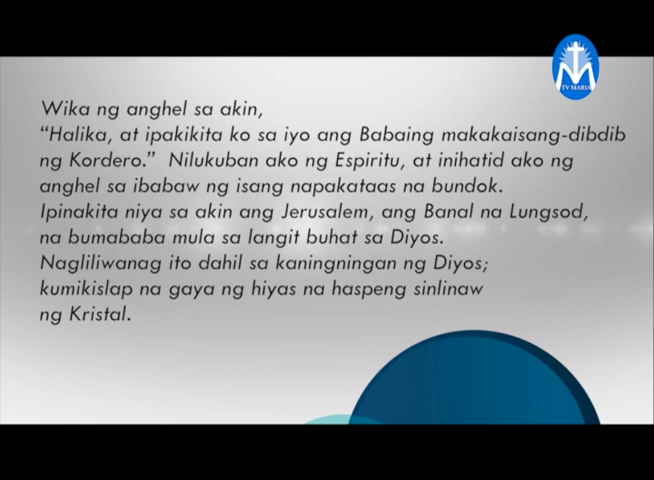 TV MARIA
Wika ng anghel sa akin,
“Halika, at ipakikita ko sa iyo ang Babaing makakaisang-dibdib
ng Kordero.” Nilukuban ako ng Espiritu, at inihatid ako ng
anghel sa ibabaw ng isang napakataas na bundok.
Ipinakita niya sa akin ang Jerusalem, ang Banal na Lungsod,
na bumababa mula sa langit buhat sa Diyos.
Nagliliwanag ito dahil sa kaningningan ng Diyos;
kumikislap na gaya ng hiyas na haspeng sinlinaw
ng Kristal.